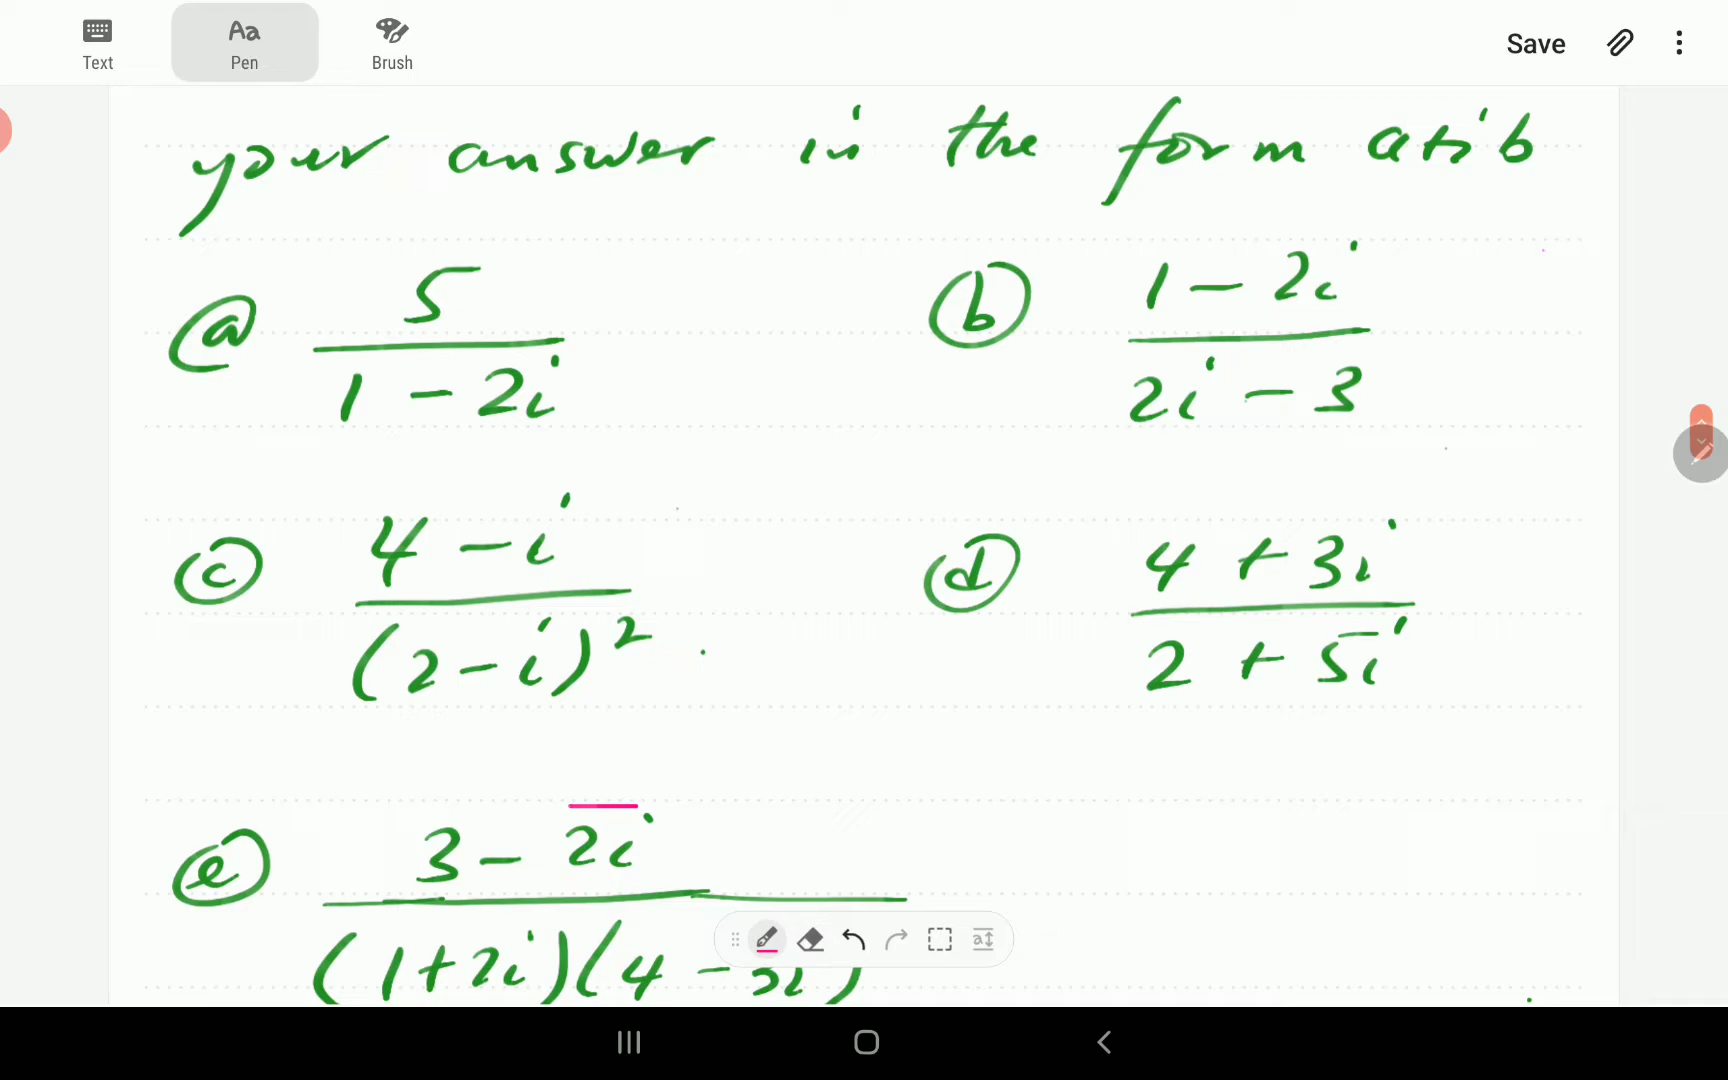 Text Pen Brush Save
your answer in the form a+ib
ⓐ 5/(1 - 2i) ⓑ (1 - 2i)/(2i - 3)
ⓒ (4 - i)/(2 - i)² . ⓓ (4 + 3i)/(2 + 5i)
ⓔ 3 - 2i
(1+2i)(4 -